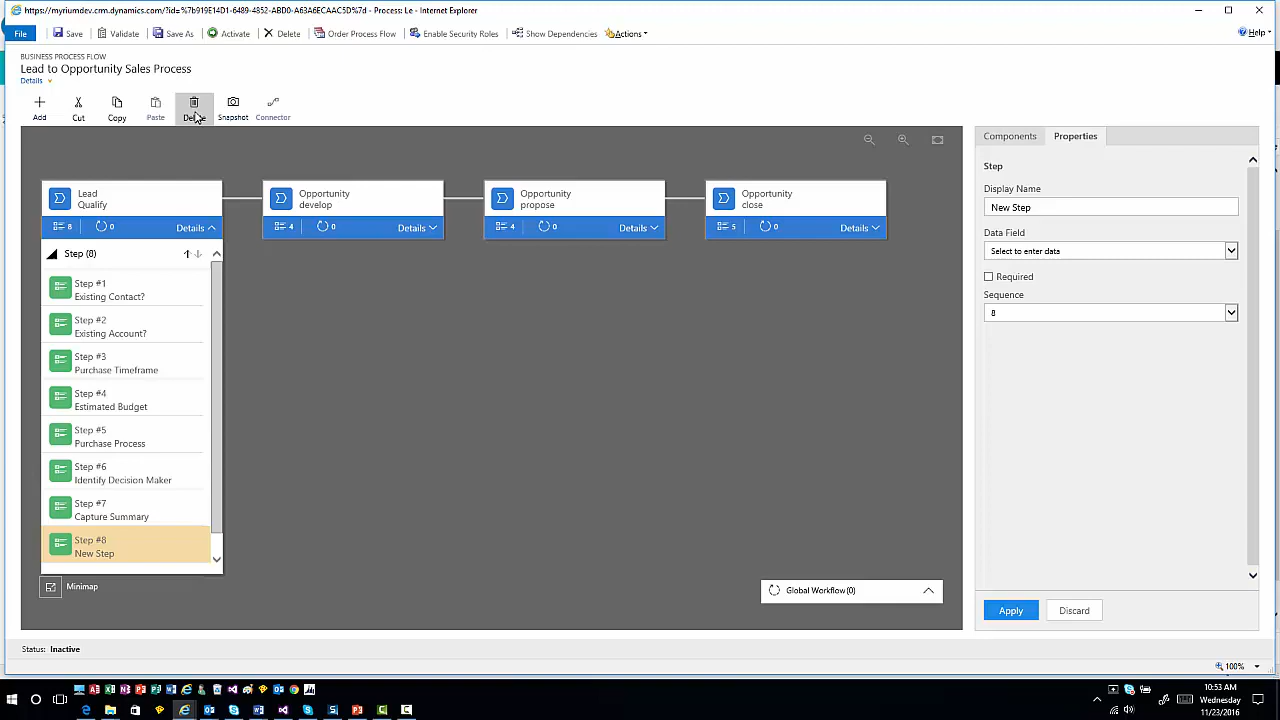 https://myriumdev.crm.dynamics.com/?id=%7b919E14D1-6489-4852-ABD0-A63A6ECAAC5D%7d - Process: Le - Internet Explorer
File Save Validate Save As Activate Delete Order Process Flow Enable Security Roles Show Dependencies Actions Help
BUSINESS PROCESS FLOW
Lead to Opportunity Sales Process
Details
Add Cut Copy Paste Delete Snapshot Connector
Components Properties
Lead
Qualify
8 0 Details
Opportunity
develop
4 0 Details
Opportunity
propose
4 0 Details
Opportunity
close
5 0 Details
Step (8)
Step #1
Existing Contact?
Step #2
Existing Account?
Step #3
Purchase Timeframe
Step #4
Estimated Budget
Step #5
Purchase Process
Step #6
Identify Decision Maker
Step #7
Capture Summary
Step #8
New Step
Minimap
Global Workflow (0)
Step
Display Name
New Step
Data Field
Select to enter data
Required
Sequence
8
Apply Discard
Status: Inactive
100%
10:53 AM
Wednesday
11/23/2016